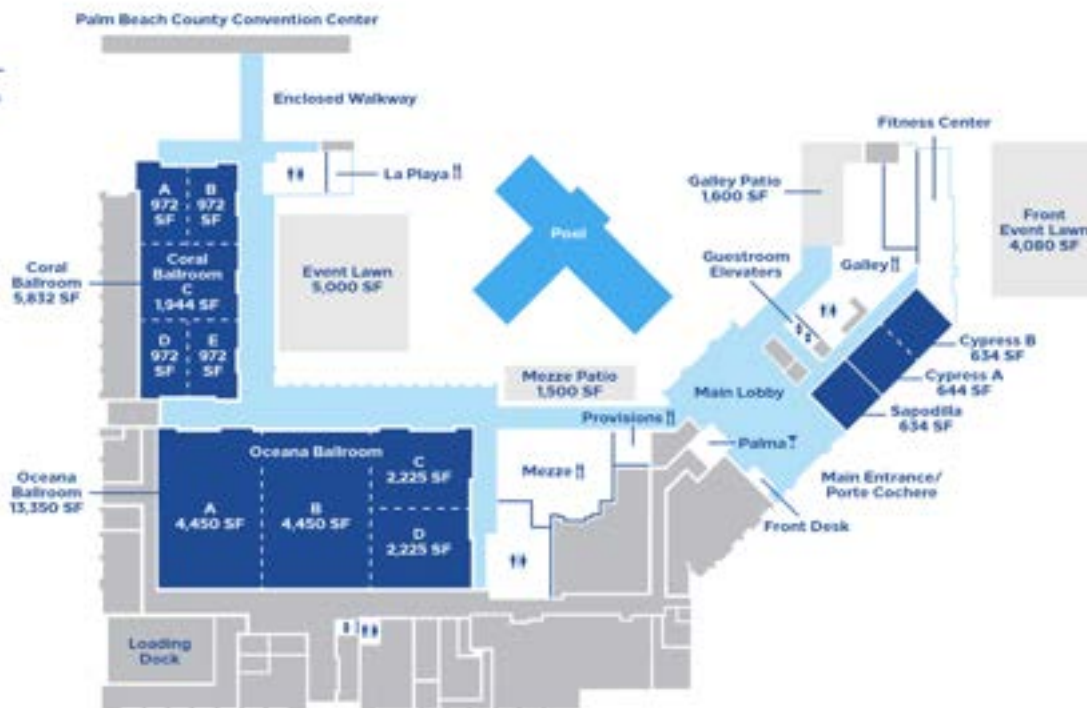 Palm Beach County Convention Center
Enclosed Walkway
Fitness Center
La Playa
Galley Patio
1,600 SF
A
972
SF
B
972
SF
Pool
Front
Event Lawn
4,080 SF
Coral
Ballroom
5,832 SF
Coral
Ballroom
C
1,944 SF
Event Lawn
5,000 SF
Guestroom
Elevaters
Galley
D
972
SF
E
972
SF
Cypress B
634 SF
Mezze Patio
1,500 SF
Main Lobby
Cypress A
644 SF
Provisions
Sapodilla
634 SF
Palma
Oceana Ballroom
Oceana
Ballroom
13,350 SF
C
2,225 SF
Mezze
Main Entrance/
Porte Cochere
A
4,450 SF
B
4,450 SF
D
2,225 SF
Front Desk
Loading
Dock